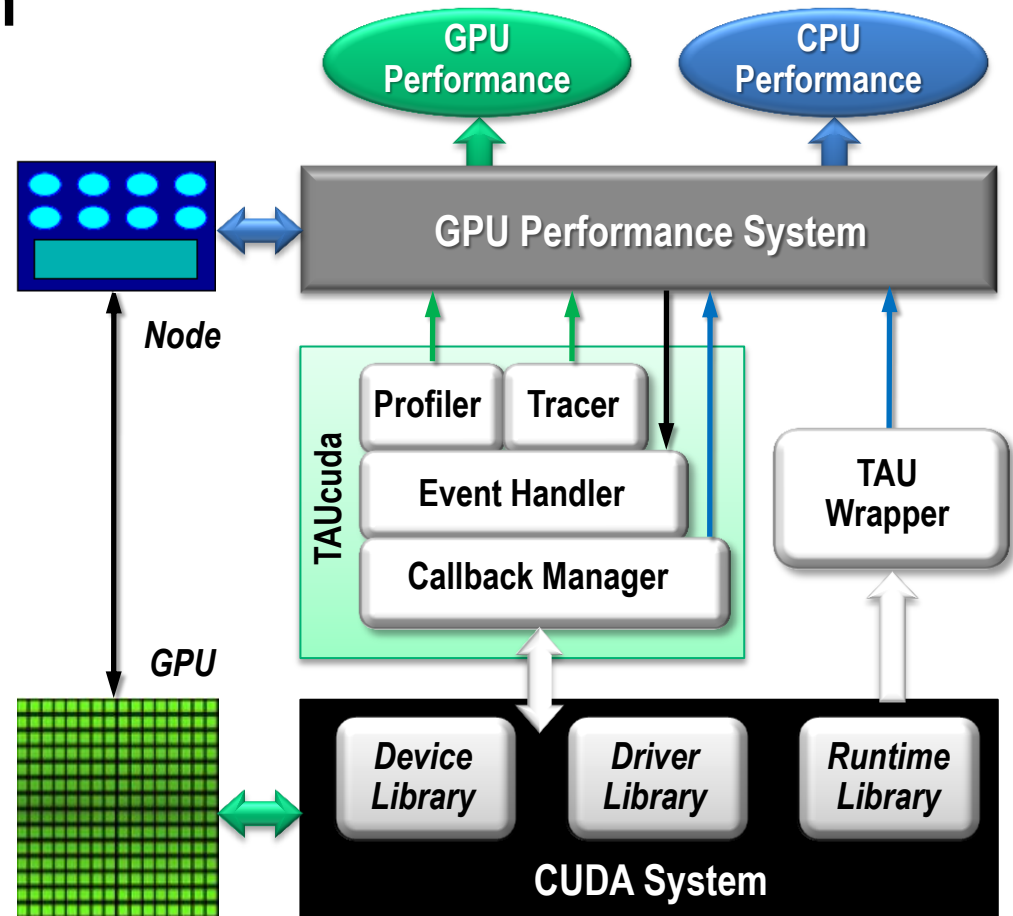 GPU
Performance
CPU
Performance
GPU Performance System
Node
Profiler
Tracer
TAUcuda
Event Handler
TAU
Wrapper
Callback Manager
GPU
Device
Library
Driver
Library
Runtime
Library
CUDA System